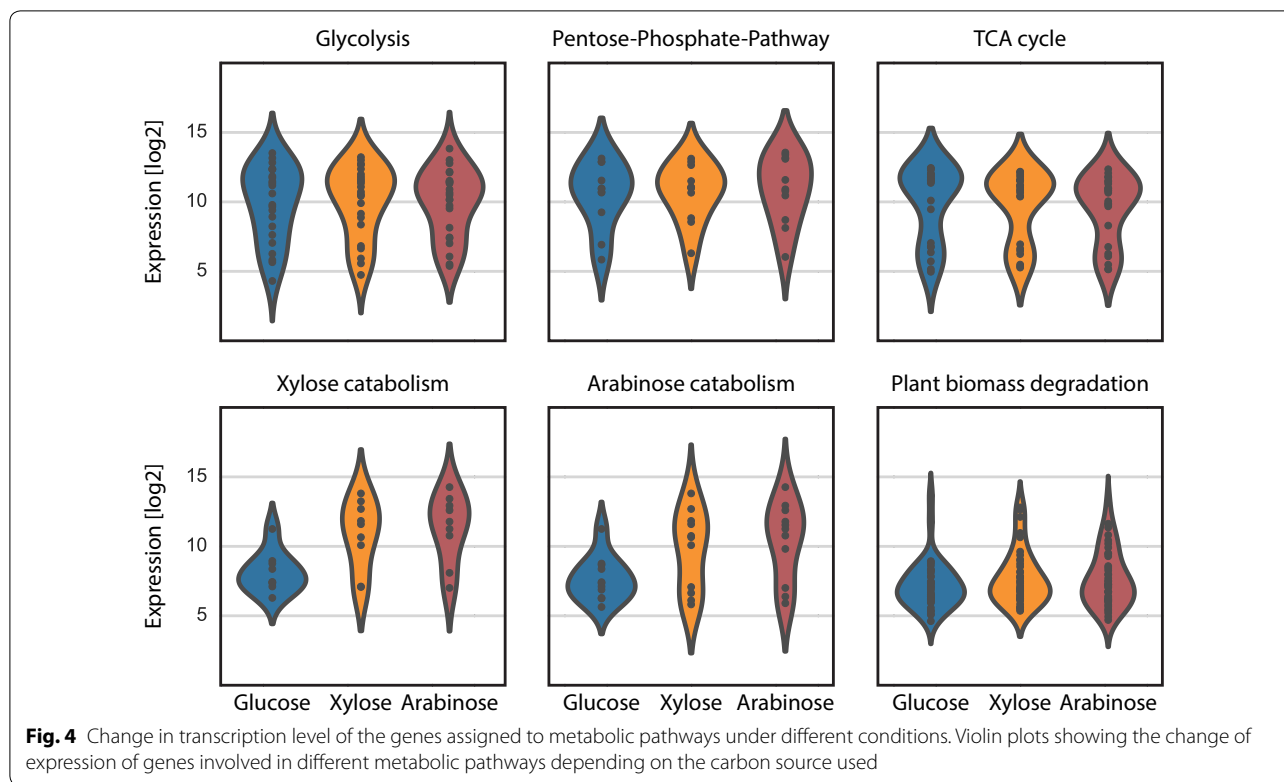 Glycolysis
Pentose-Phosphate-Pathway
TCA cycle
Expression [log2]
15
10
5
Xylose catabolism
Arabinose catabolism
Plant biomass degradation
Expression [log2]
15
10
5
Glucose Xylose Arabinose
Glucose Xylose Arabinose
Glucose Xylose Arabinose
Fig. 4 Change in transcription level of the genes assigned to metabolic pathways under different conditions. Violin plots showing the change of
expression of genes involved in different metabolic pathways depending on the carbon source used